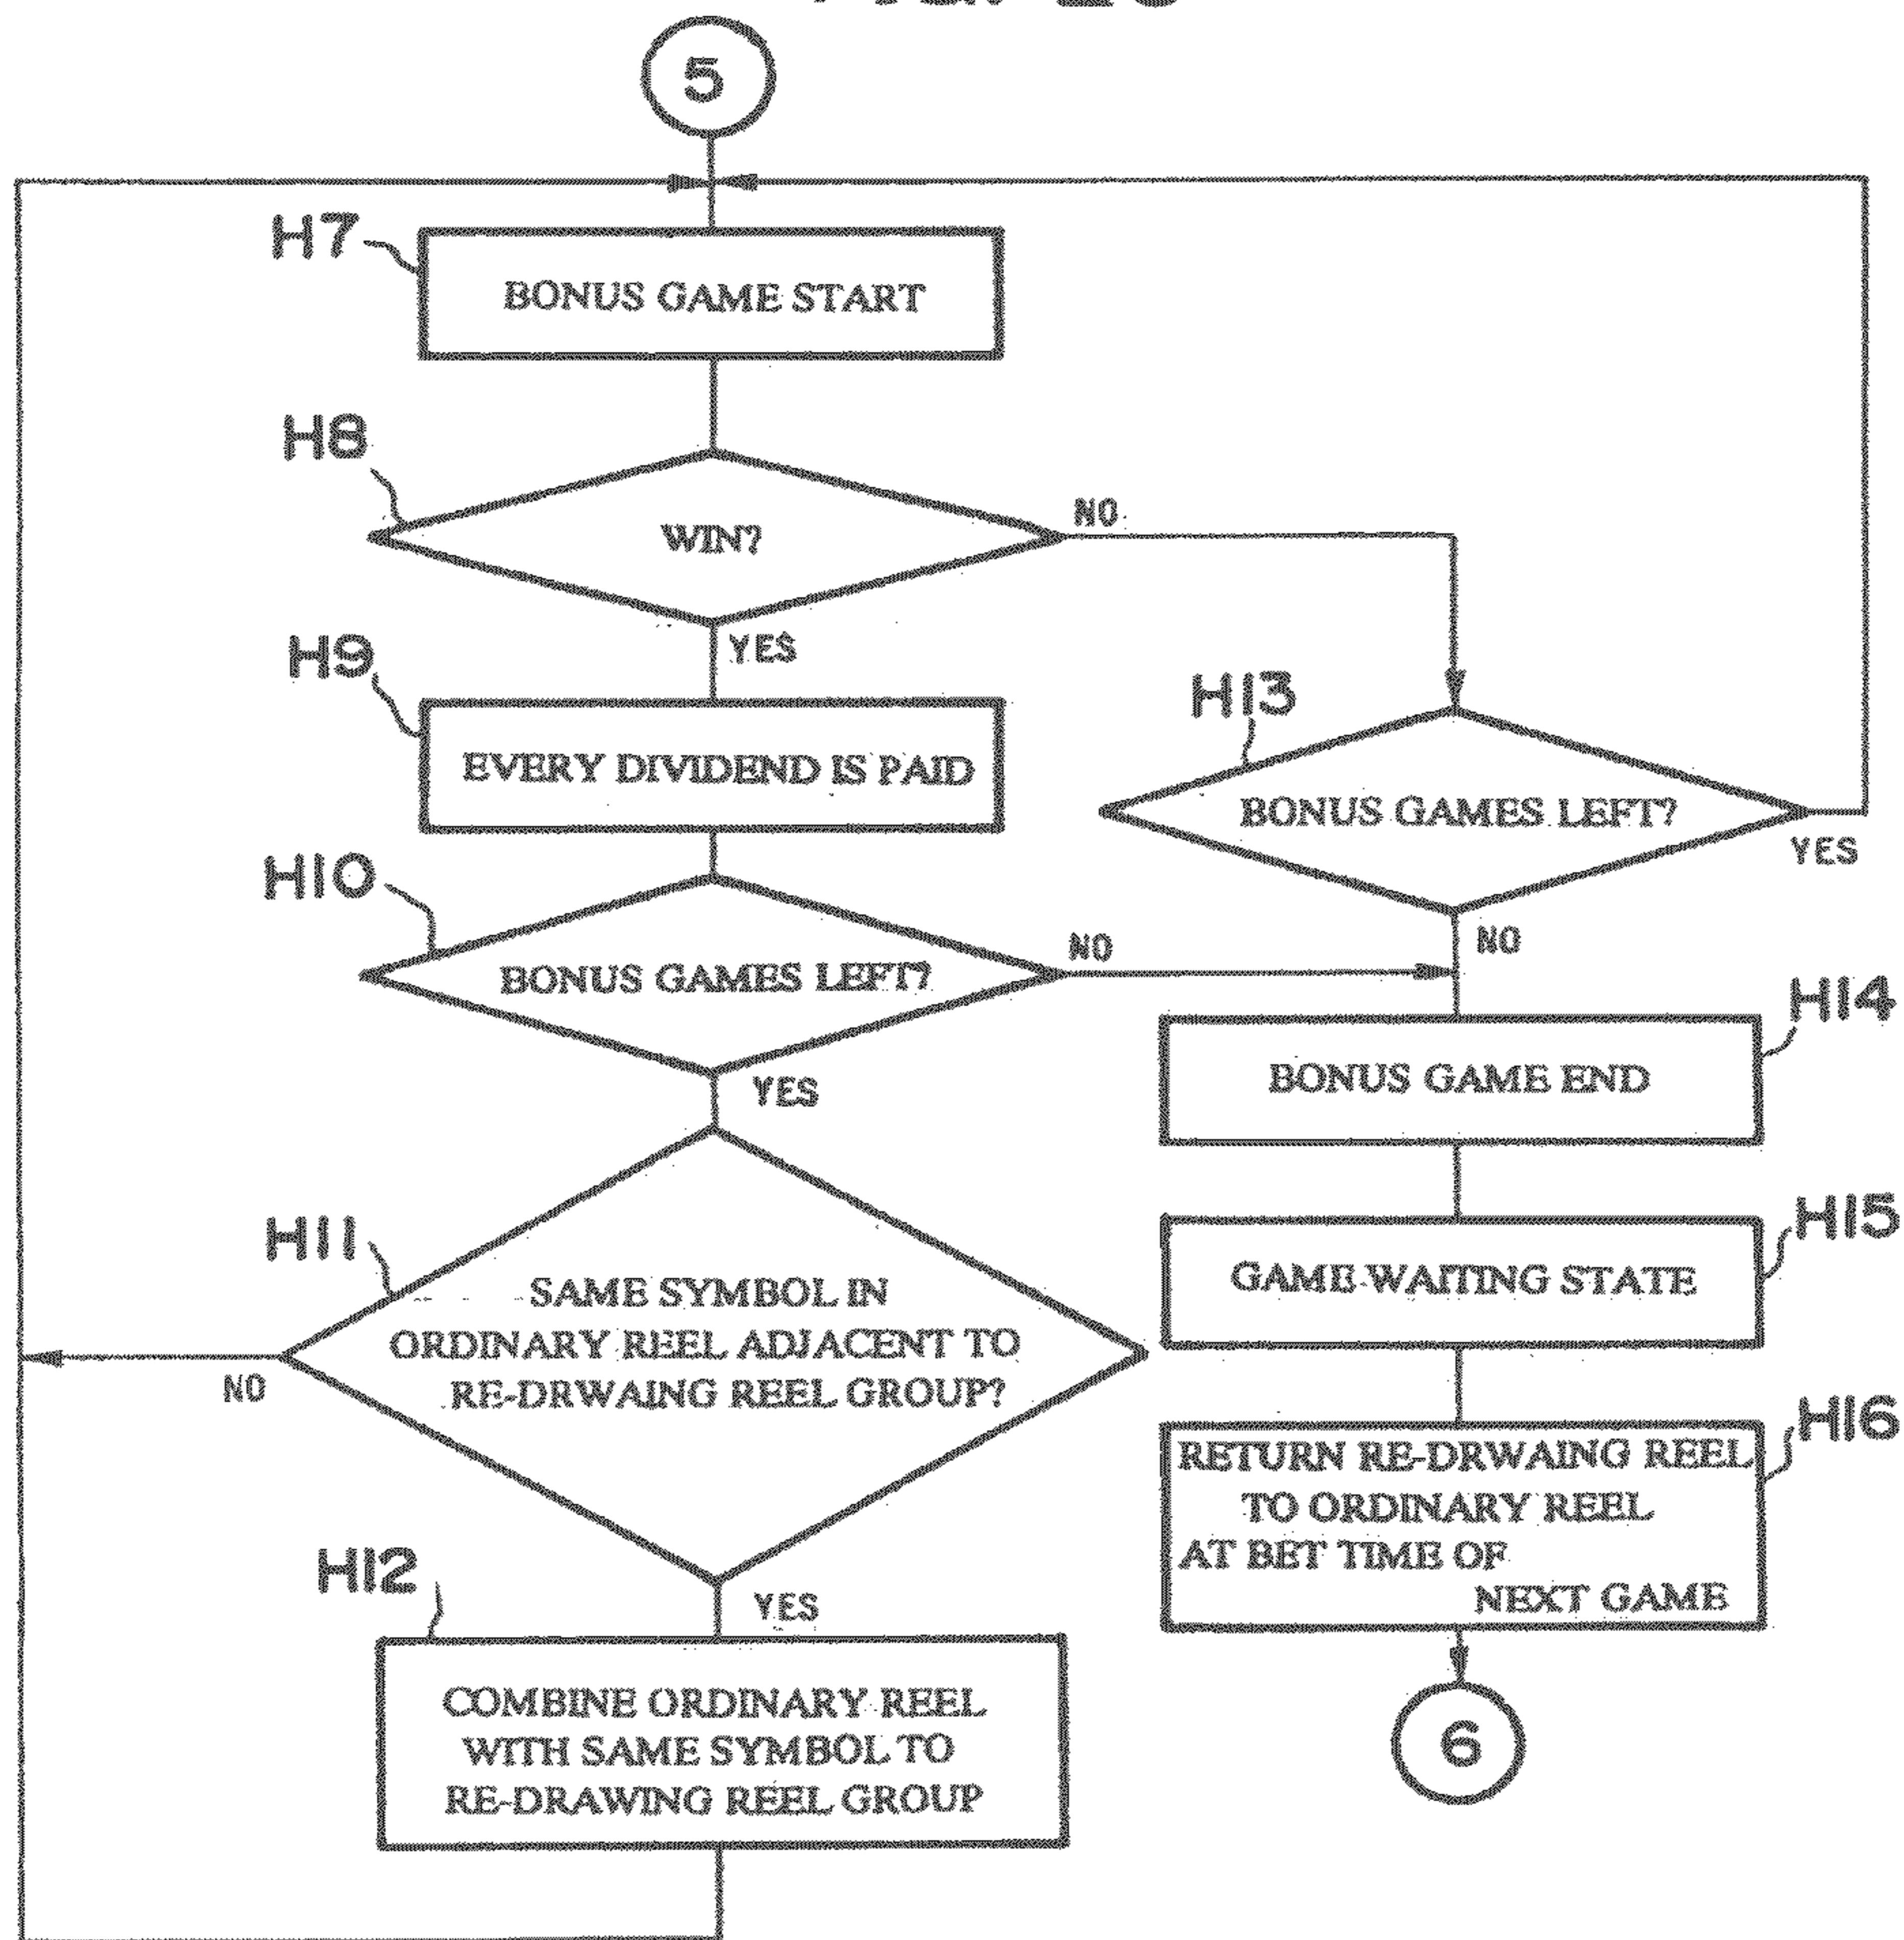 5
H7
BONUS GAME START
H8
WIN?
NO
YES
H9
EVERY DIVIDEND IS PAID
H13
BONUS GAMES LEFT?
YES
NO
H10
BONUS GAMES LEFT?
NO
YES
H14
BONUS GAME END
H11
SAME SYMBOL IN
ORDINARY REEL ADJACENT TO
RE-DRWAING REEL GROUP?
NO
YES
H15
GAME WAITING STATE
H16
RETURN RE-DRWAING REEL
TO ORDINARY REEL
AT BET TIME OF
NEXT GAME
H12
COMBINE ORDINARY REEL
WITH SAME SYMBOL TO
RE-DRAWING REEL GROUP
6